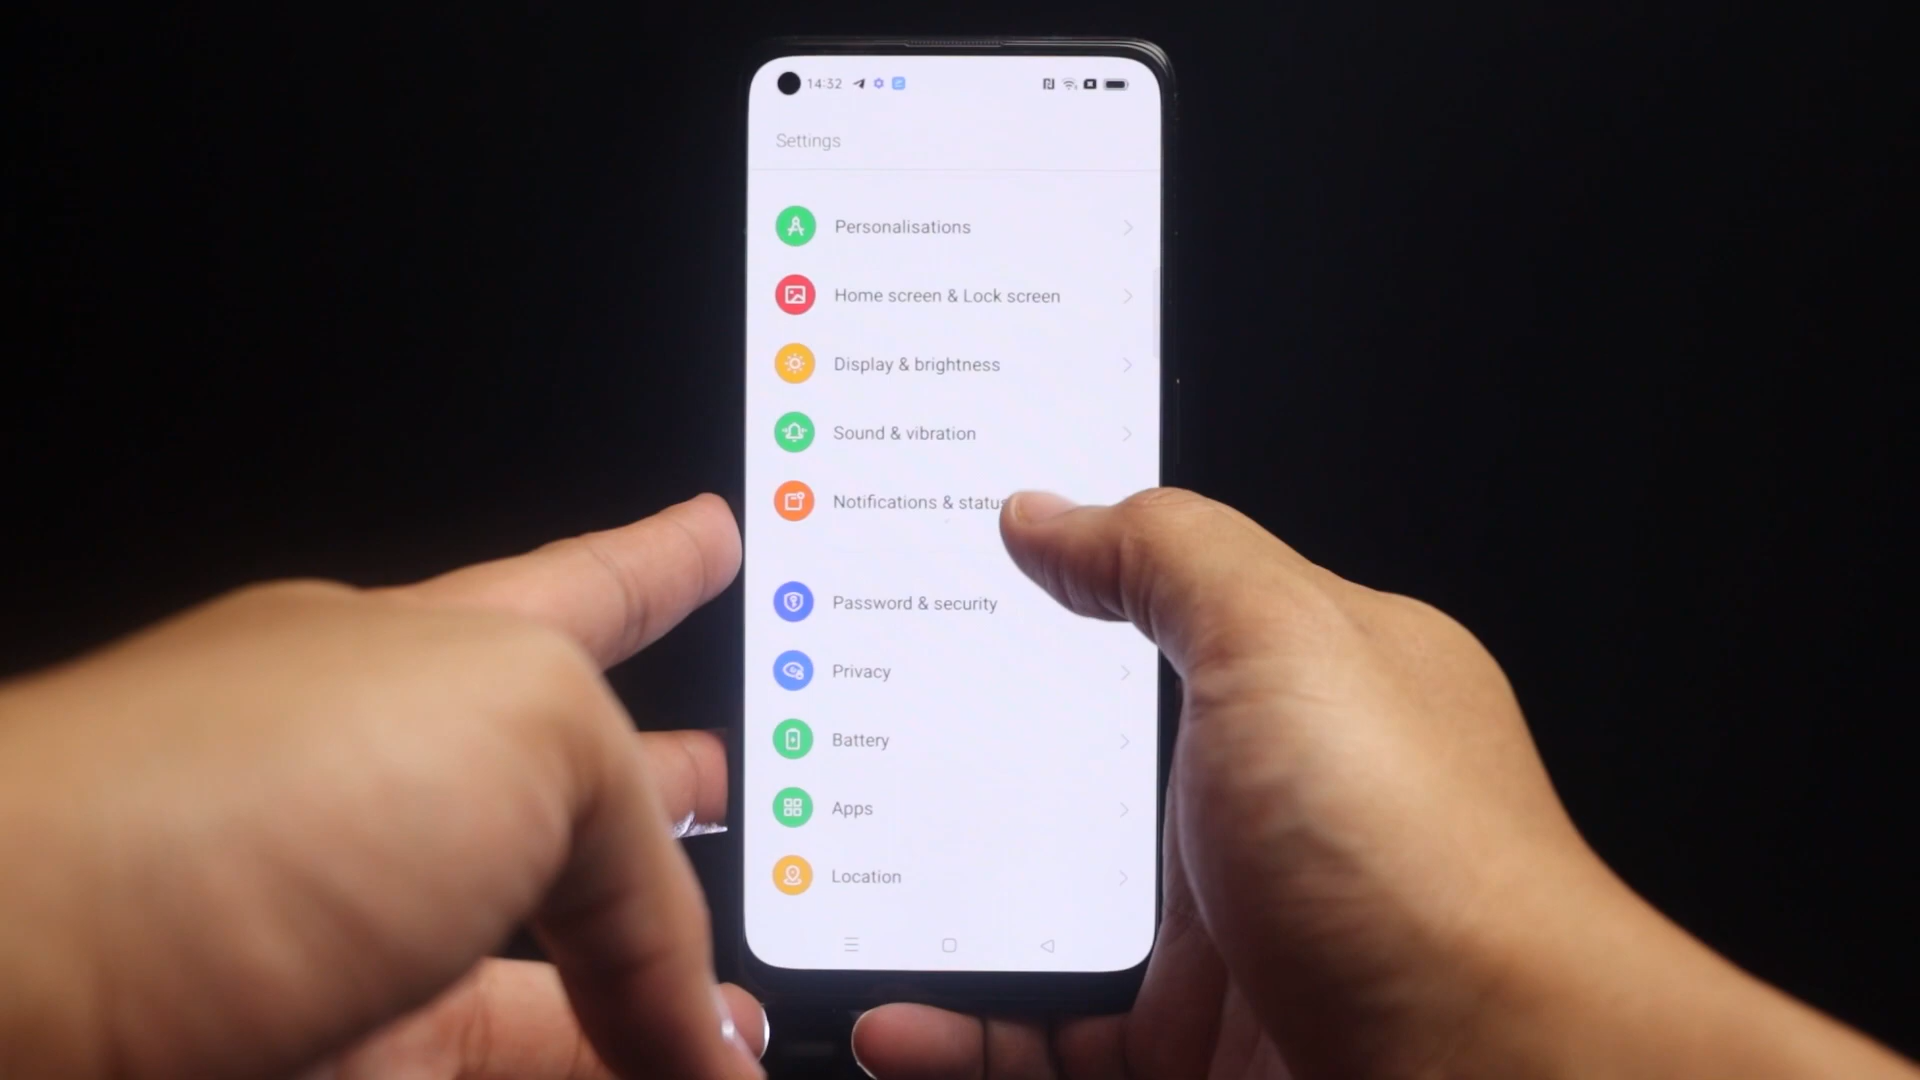 14:32
Settings
Personalisations
Home screen & Lock screen
Display & brightness
Sound & vibration
Notifications & status
Password & security
Privacy
Battery
Apps
Location